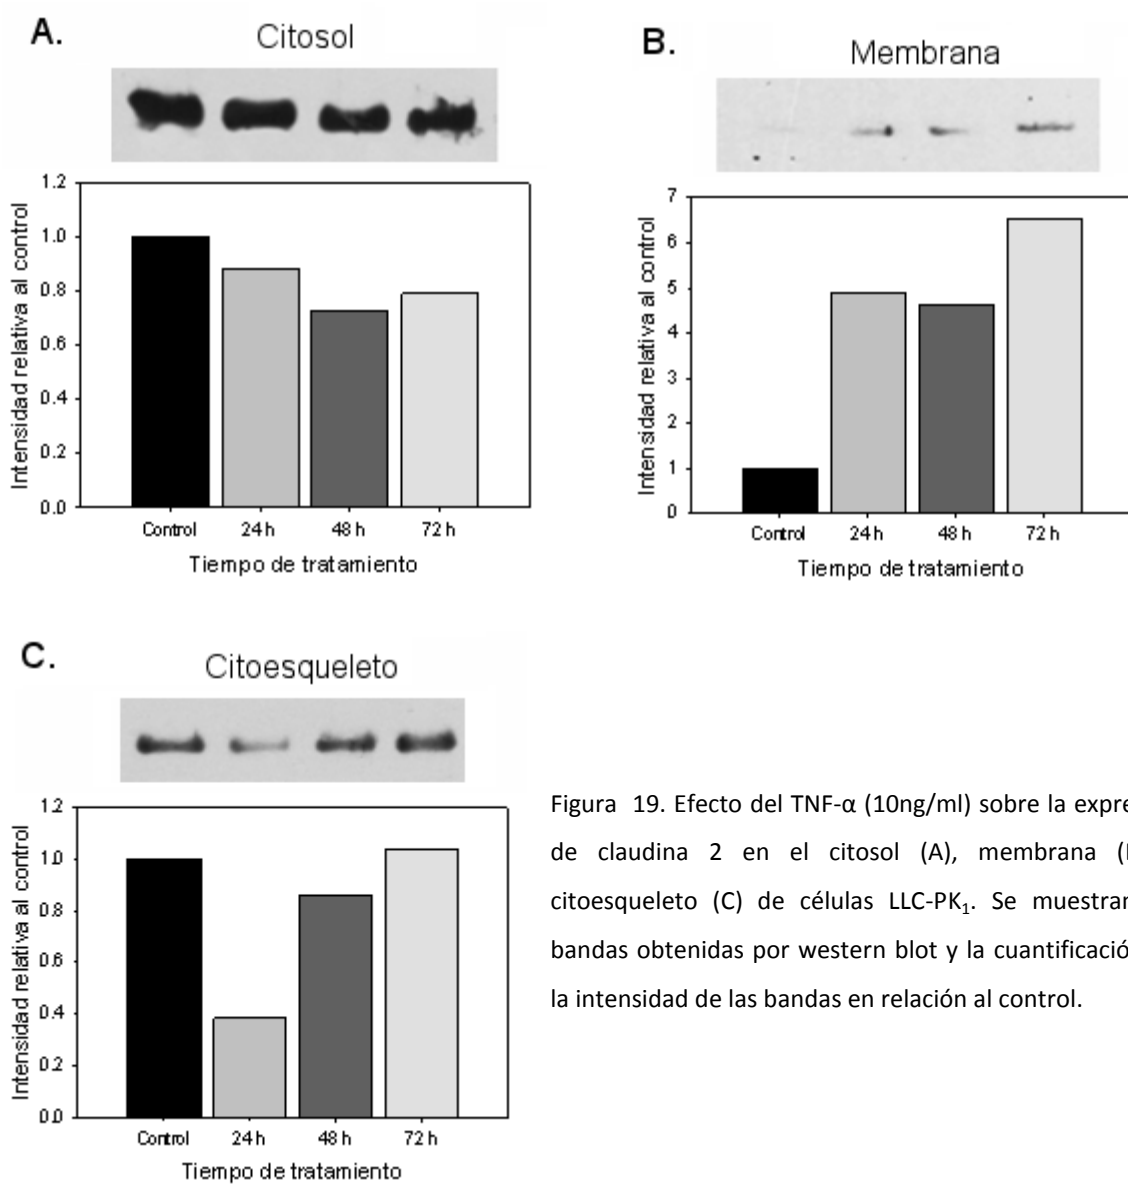 A.
Citosol
1.2
1.0
0.8
0.6
0.4
0.2
0.0
Intensidad relativa al control
Control 24 h 48 h 72 h
Tiempo de tratamiento
B.
Membrana
7
6
5
4
3
2
1
0
Intensidad relativa al control
Control 24 h 48 h 72 h
Tiempo de tratamiento
C.
Citoesqueleto
1.2
1.0
0.8
0.6
0.4
0.2
0.0
Intensidad relativa al control
Control 24 h 48 h 72 h
Tiempo de tratamiento
Figura 19. Efecto del TNF-α (10ng/ml) sobre la expre
de claudina 2 en el citosol (A), membrana (
citoesqueleto (C) de células LLC-PK₁. Se muestran
bandas obtenidas por western blot y la cuantificación
la intensidad de las bandas en relación al control.